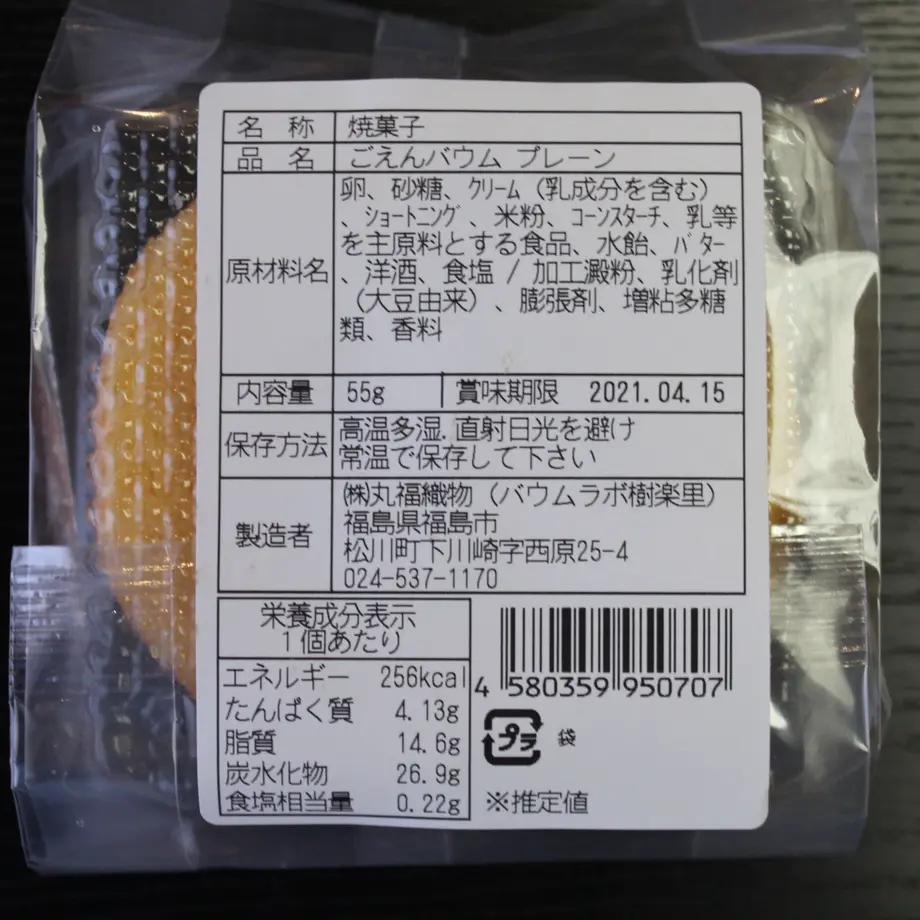 名称 焼菓子
品名 ごえんバウム プレーン
原材料名 卵、砂糖、ｸﾘｰﾑ（乳成分を含む）
、ｼｮｰﾄﾆﾝｸﾞ、米粉、ｺｰﾝｽﾀｰﾁ、乳等
を主原料とする食品、水飴、ﾊﾞﾀｰ
、洋酒、食塩 / 加工澱粉、乳化剤
（大豆由来）、膨張剤、増粘多糖
類、香料
内容量 55g 賞味期限 2021.04.15
保存方法 高温多湿.直射日光を避け
常温で保存して下さい
製造者 ㈱丸福織物（バウムラボ樹楽里）
福島県福島市
松川町下川崎字西原25-4
024-537-1170
栄養成分表示
1個あたり
エネルギー 256kcal
たんぱく質 4.13g
脂質 14.6g
炭水化物 26.9g
食塩相当量 0.22g
4 580359 950707
プラ 袋
※推定値